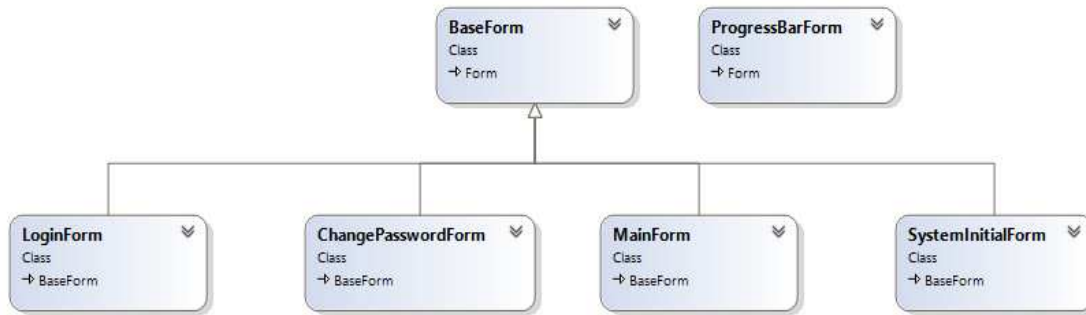 BaseForm
Class
Form
ProgressBarForm
Class
Form
LoginForm
Class
BaseForm
ChangePasswordForm
Class
BaseForm
MainForm
Class
BaseForm
SystemInitialForm
Class
BaseForm